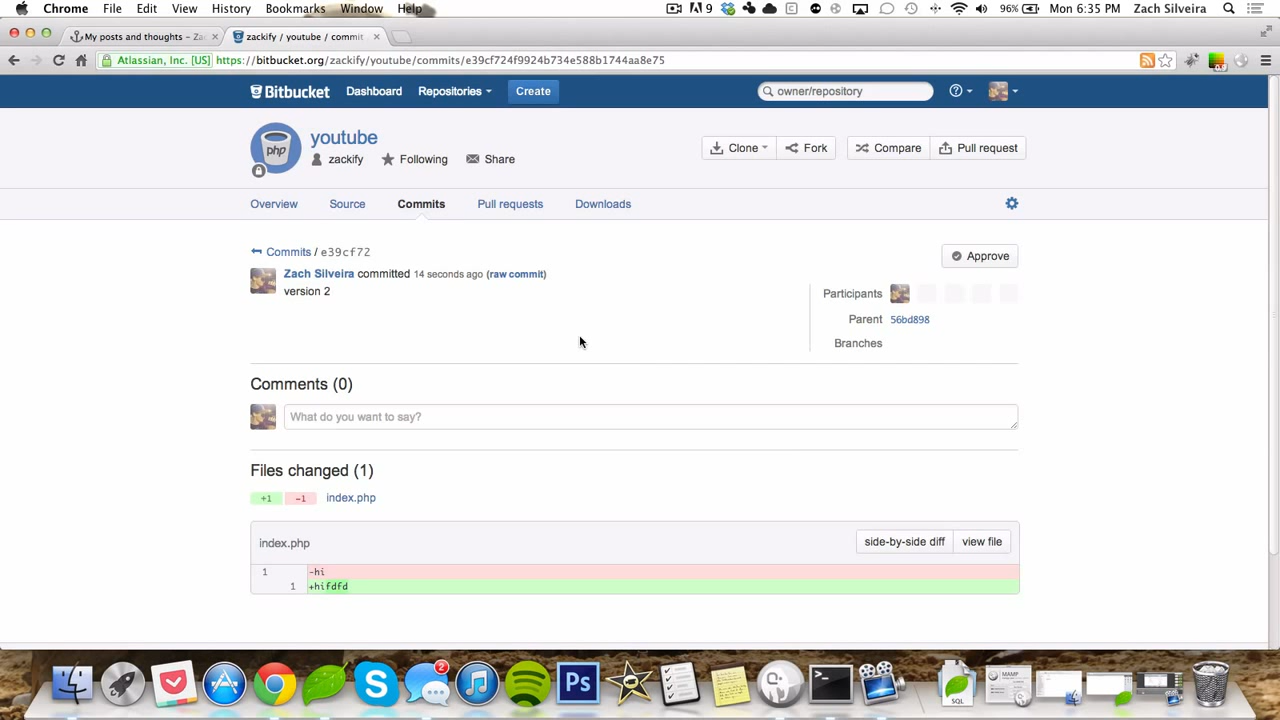 Chrome File Edit View History Bookmarks Window Help 9 96% Mon 6:35 PM Zach Silveira
My posts and thoughts – Za zackify / youtube / commit
Atlassian, Inc. [US] https://bitbucket.org/zackify/youtube/commits/e39cf724f9924b734e588b1744aa8e75
Bitbucket Dashboard Repositories Create owner/repository
php
youtube
zackify Following Share
Clone Fork Compare Pull request
Overview Source Commits Pull requests Downloads
Commits / e39cf72
Approve
Zach Silveira committed 14 seconds ago (raw commit)
version 2
Participants
Parent 56bd898
Branches
Comments (0)
What do you want to say?
Files changed (1)
+1 -1 index.php
index.php side-by-side diff view file
1 -hi
1 +hifdfd
2
Ps
SQL
MAMP